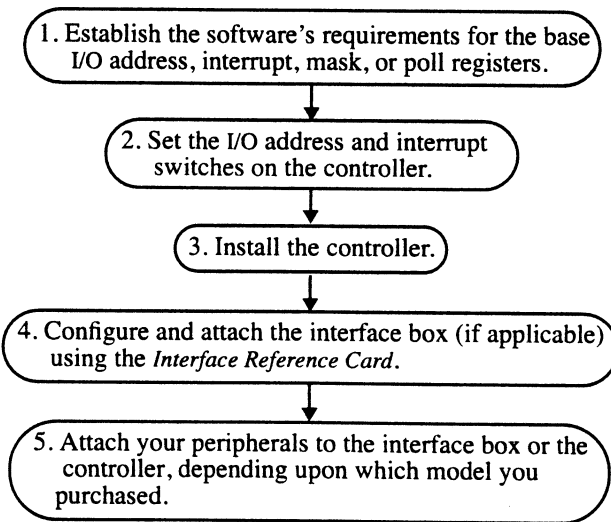 1. Establish the software's requirements for the base
I/O address, interrupt, mask, or poll registers.
2. Set the I/O address and interrupt
switches on the controller.
3. Install the controller.
4. Configure and attach the interface box (if applicable)
using the Interface Reference Card.
5. Attach your peripherals to the interface box or the
controller, depending upon which model you
purchased.